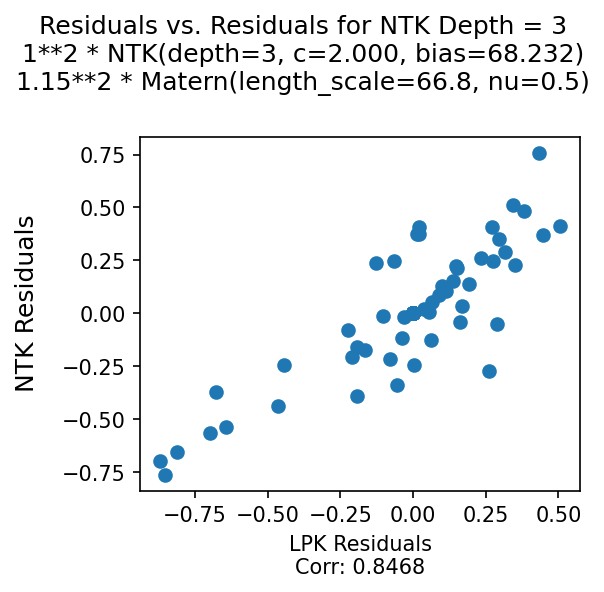 Residuals vs. Residuals for NTK Depth = 3
1**2 * NTK(depth=3, c=2.000, bias=68.232)
1.15**2 * Matern(length_scale=66.8, nu=0.5)
NTK Residuals
0.75
0.50
0.25
0.00
−0.25
−0.50
−0.75
−0.75 −0.50 −0.25 0.00 0.25 0.50
LPK Residuals
Corr: 0.8468